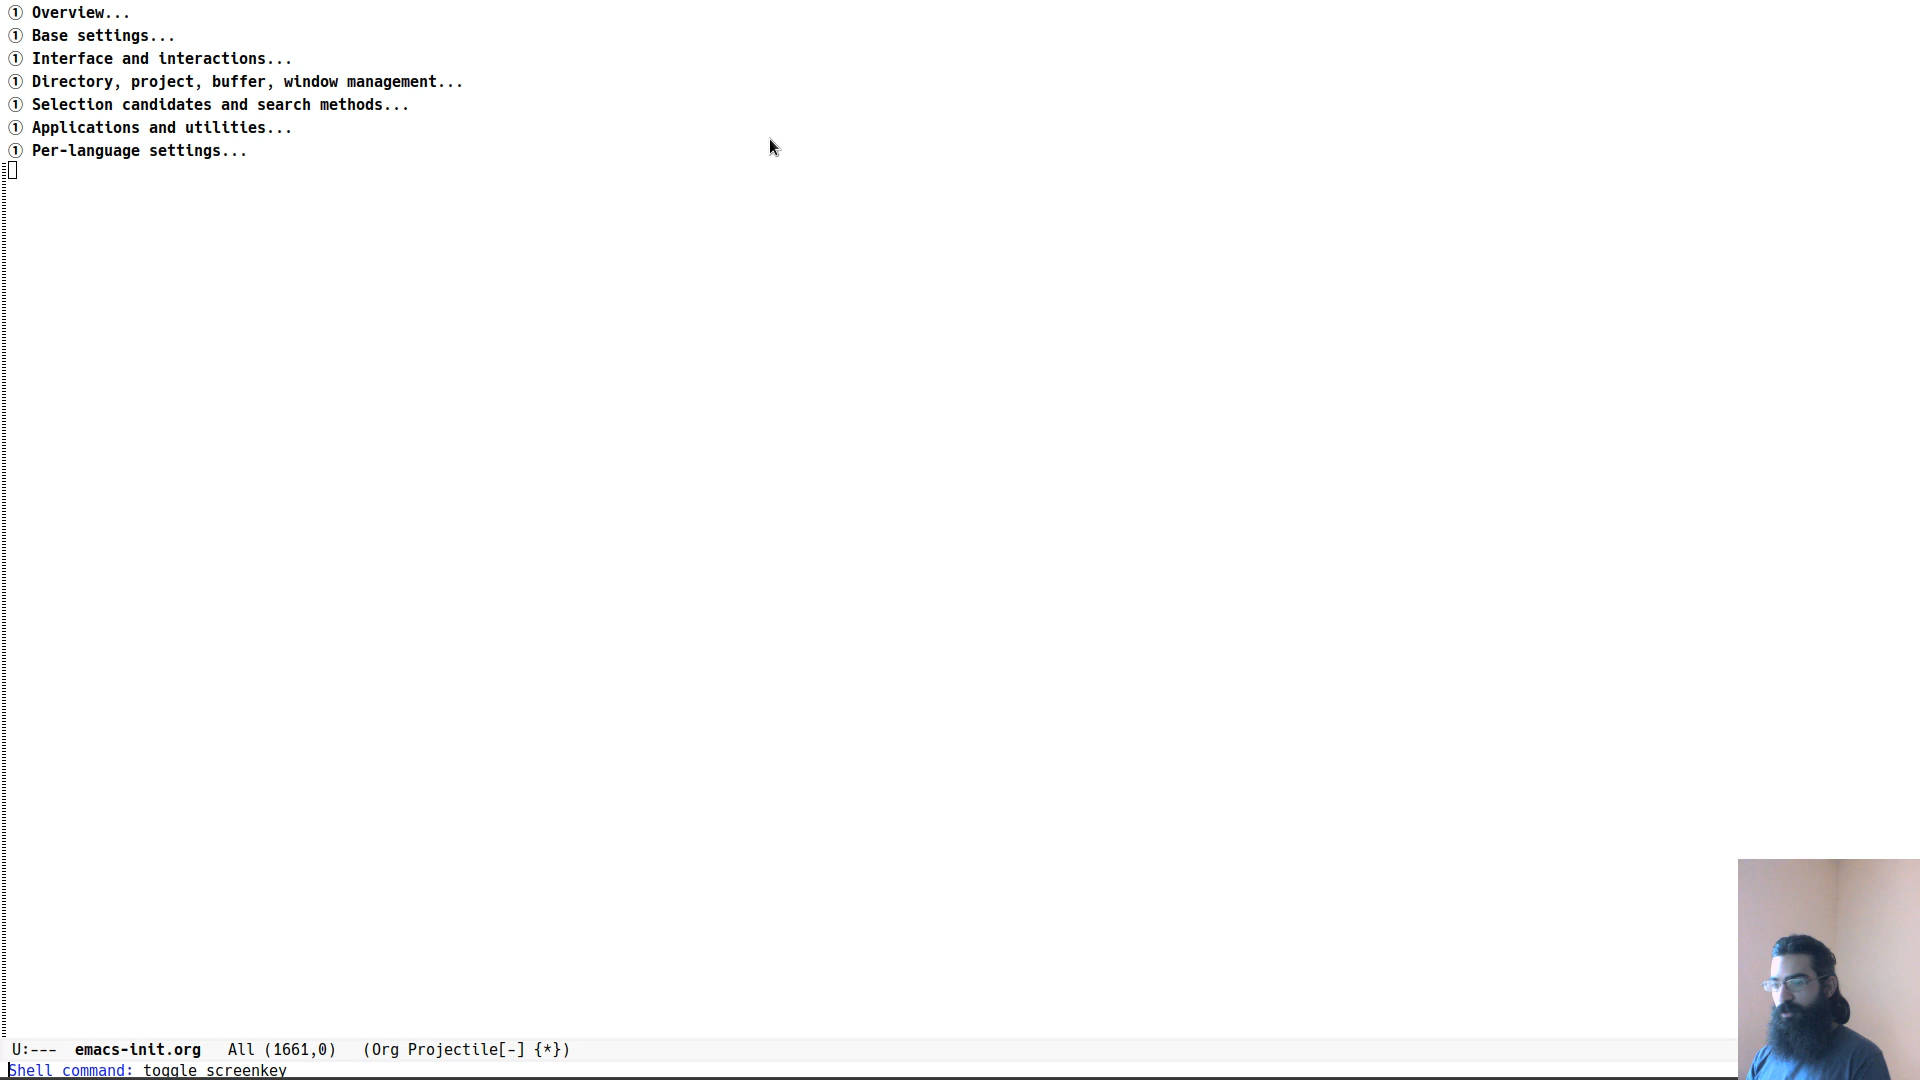 ① Overview...
① Base settings...
① Interface and interactions...
① Directory, project, buffer, window management...
① Selection candidates and search methods...
① Applications and utilities...
① Per-language settings...
U:---  emacs-init.org   All (1661,0)   (Org Projectile[-] {*})
Shell command: toggle_screenkey